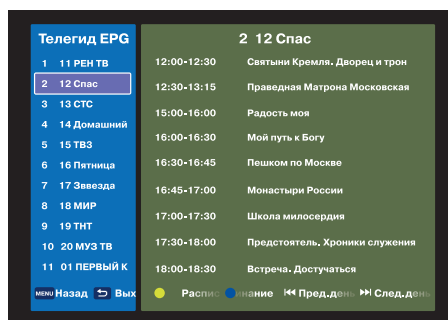 Телегид EPG
1 11 РЕН ТВ
2 12 Спас
3 13 СТС
4 14 Домашний
5 15 ТВ3
6 16 Пятница
7 17 Звезда
8 18 МИР
9 19 ТНТ
10 20 МУЗ ТВ
11 01 ПЕРВЫЙ К
MENU Назад Вых
2 12 Спас
12:00-12:30 Святыни Кремля. Дворец и трон
12:30-13:15 Праведная Матрона Московская
15:00-16:00 Радость моя
16:00-16:30 Мой путь к Богу
16:30-16:45 Пешком по Москве
16:45-17:00 Монастыри России
17:00-17:30 Школа милосердия
17:30-18:00 Предстоятель. Хроники служения
18:00-18:30 Встреча. Достучаться
Распис инание Пред.день След.день